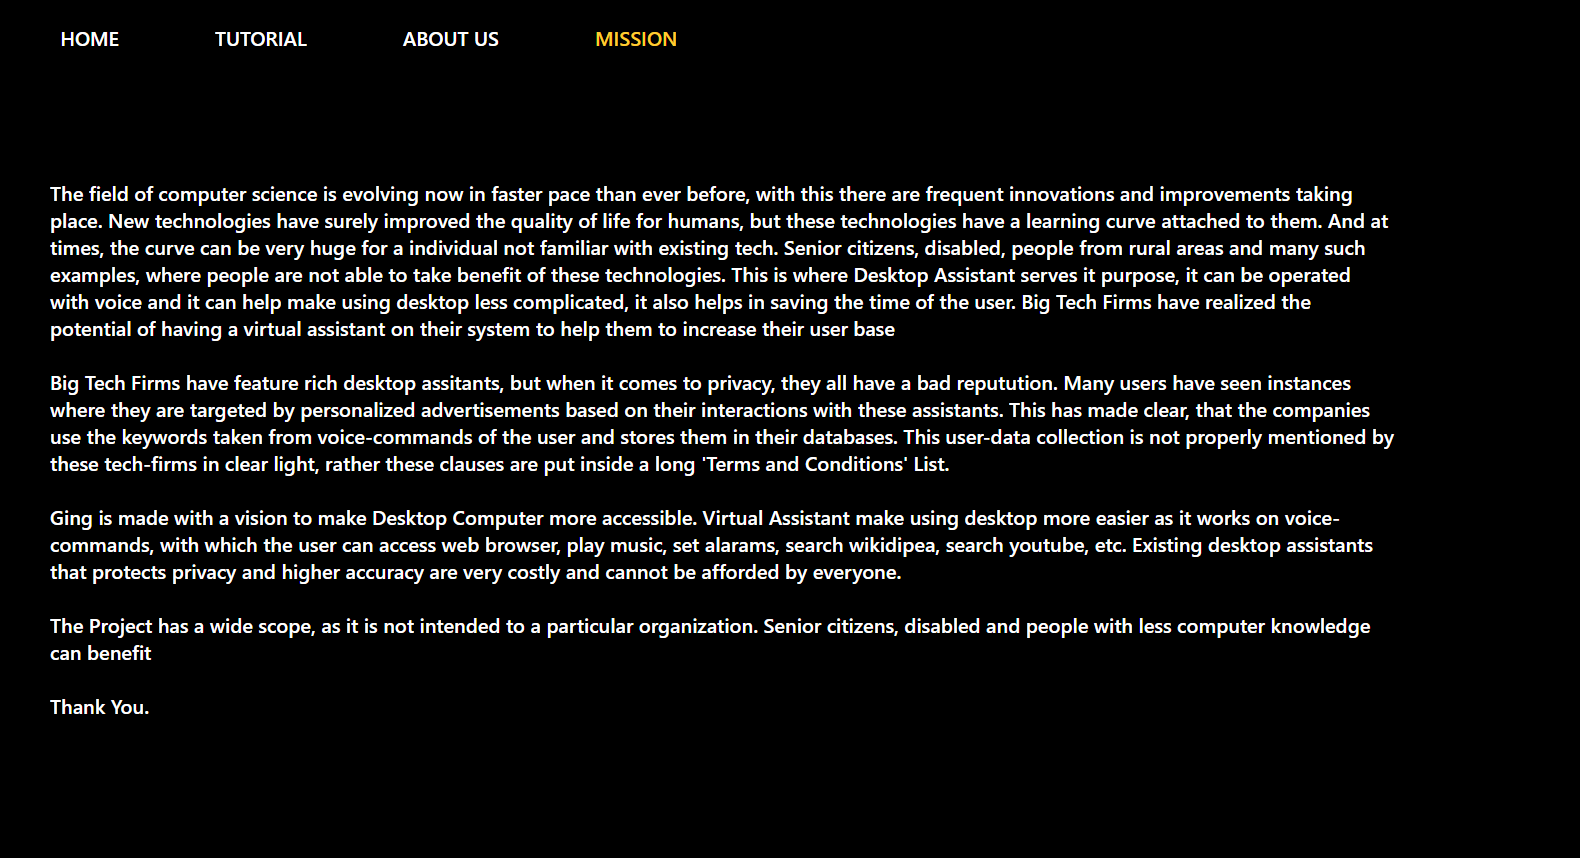 HOME TUTORIAL ABOUT US MISSION
The field of computer science is evolving now in faster pace than ever before, with this there are frequent innovations and improvements taking
place. New technologies have surely improved the quality of life for humans, but these technologies have a learning curve attached to them. And at
times, the curve can be very huge for a individual not familiar with existing tech. Senior citizens, disabled, people from rural areas and many such
examples, where people are not able to take benefit of these technologies. This is where Desktop Assistant serves it purpose, it can be operated
with voice and it can help make using desktop less complicated, it also helps in saving the time of the user. Big Tech Firms have realized the
potential of having a virtual assistant on their system to help them to increase their user base
Big Tech Firms have feature rich desktop assitants, but when it comes to privacy, they all have a bad reputution. Many users have seen instances
where they are targeted by personalized advertisements based on their interactions with these assistants. This has made clear, that the companies
use the keywords taken from voice-commands of the user and stores them in their databases. This user-data collection is not properly mentioned by
these tech-firms in clear light, rather these clauses are put inside a long 'Terms and Conditions' List.
Ging is made with a vision to make Desktop Computer more accessible. Virtual Assistant make using desktop more easier as it works on voice-
commands, with which the user can access web browser, play music, set alarams, search wikidipea, search youtube, etc. Existing desktop assistants
that protects privacy and higher accuracy are very costly and cannot be afforded by everyone.
The Project has a wide scope, as it is not intended to a particular organization. Senior citizens, disabled and people with less computer knowledge
can benefit
Thank You.